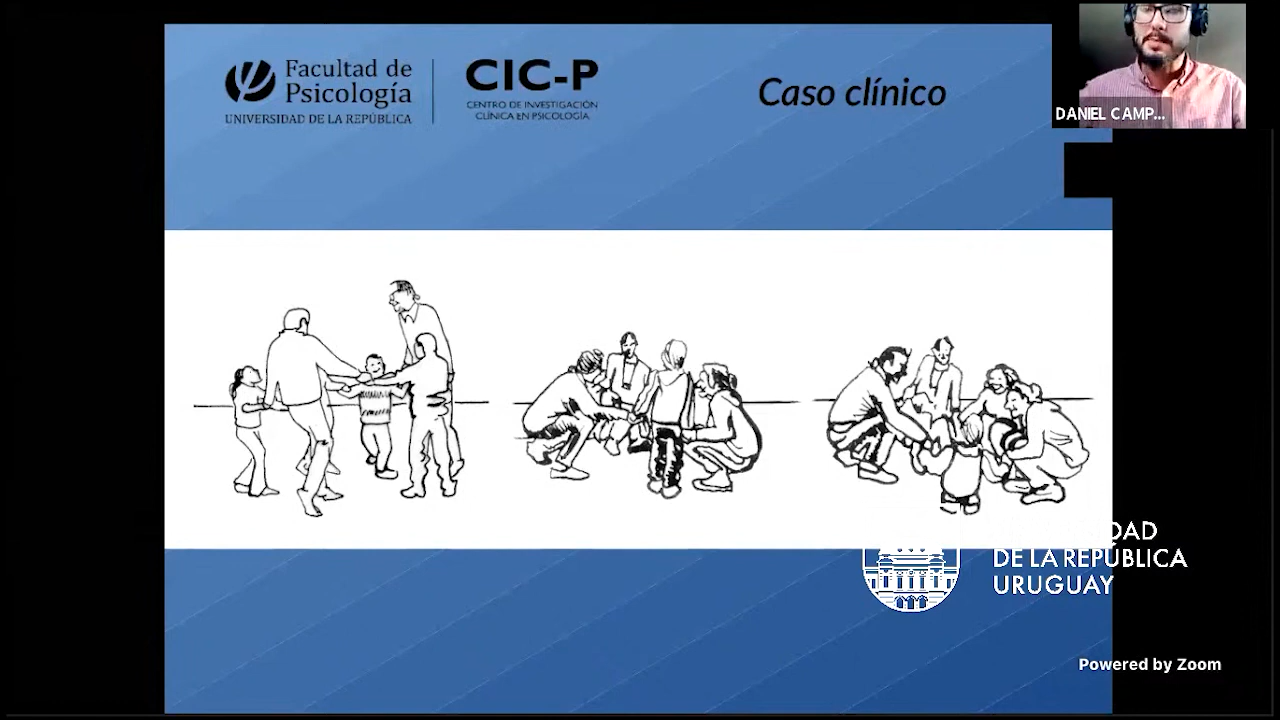 Facultad de
Psicología
UNIVERSIDAD DE LA REPÚBLICA
CIC-P
CENTRO DE INVESTIGACIÓN
CLÍNICA EN PSICOLOGÍA
Caso clínico
DANIEL CAMP...
DAD
DE LA REPÚBLICA
URUGUAY
Powered by Zoom